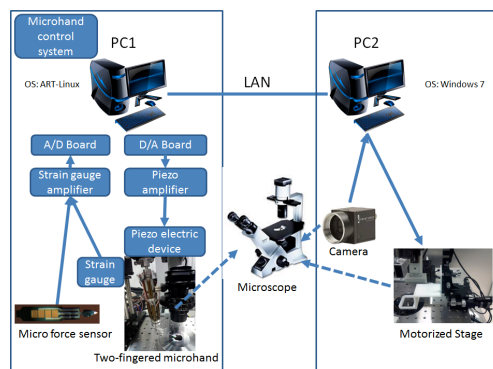 Microhand
control
system
PC1
PC2
OS: ART-Linux
LAN
OS: Windows 7
A/D Board
D/A Board
Strain gauge
amplifier
Piezo
amplifier
Piezo electric
device
Strain
gauge
Camera
Microscope
Micro force sensor
Two-fingered microhand
Motorized Stage